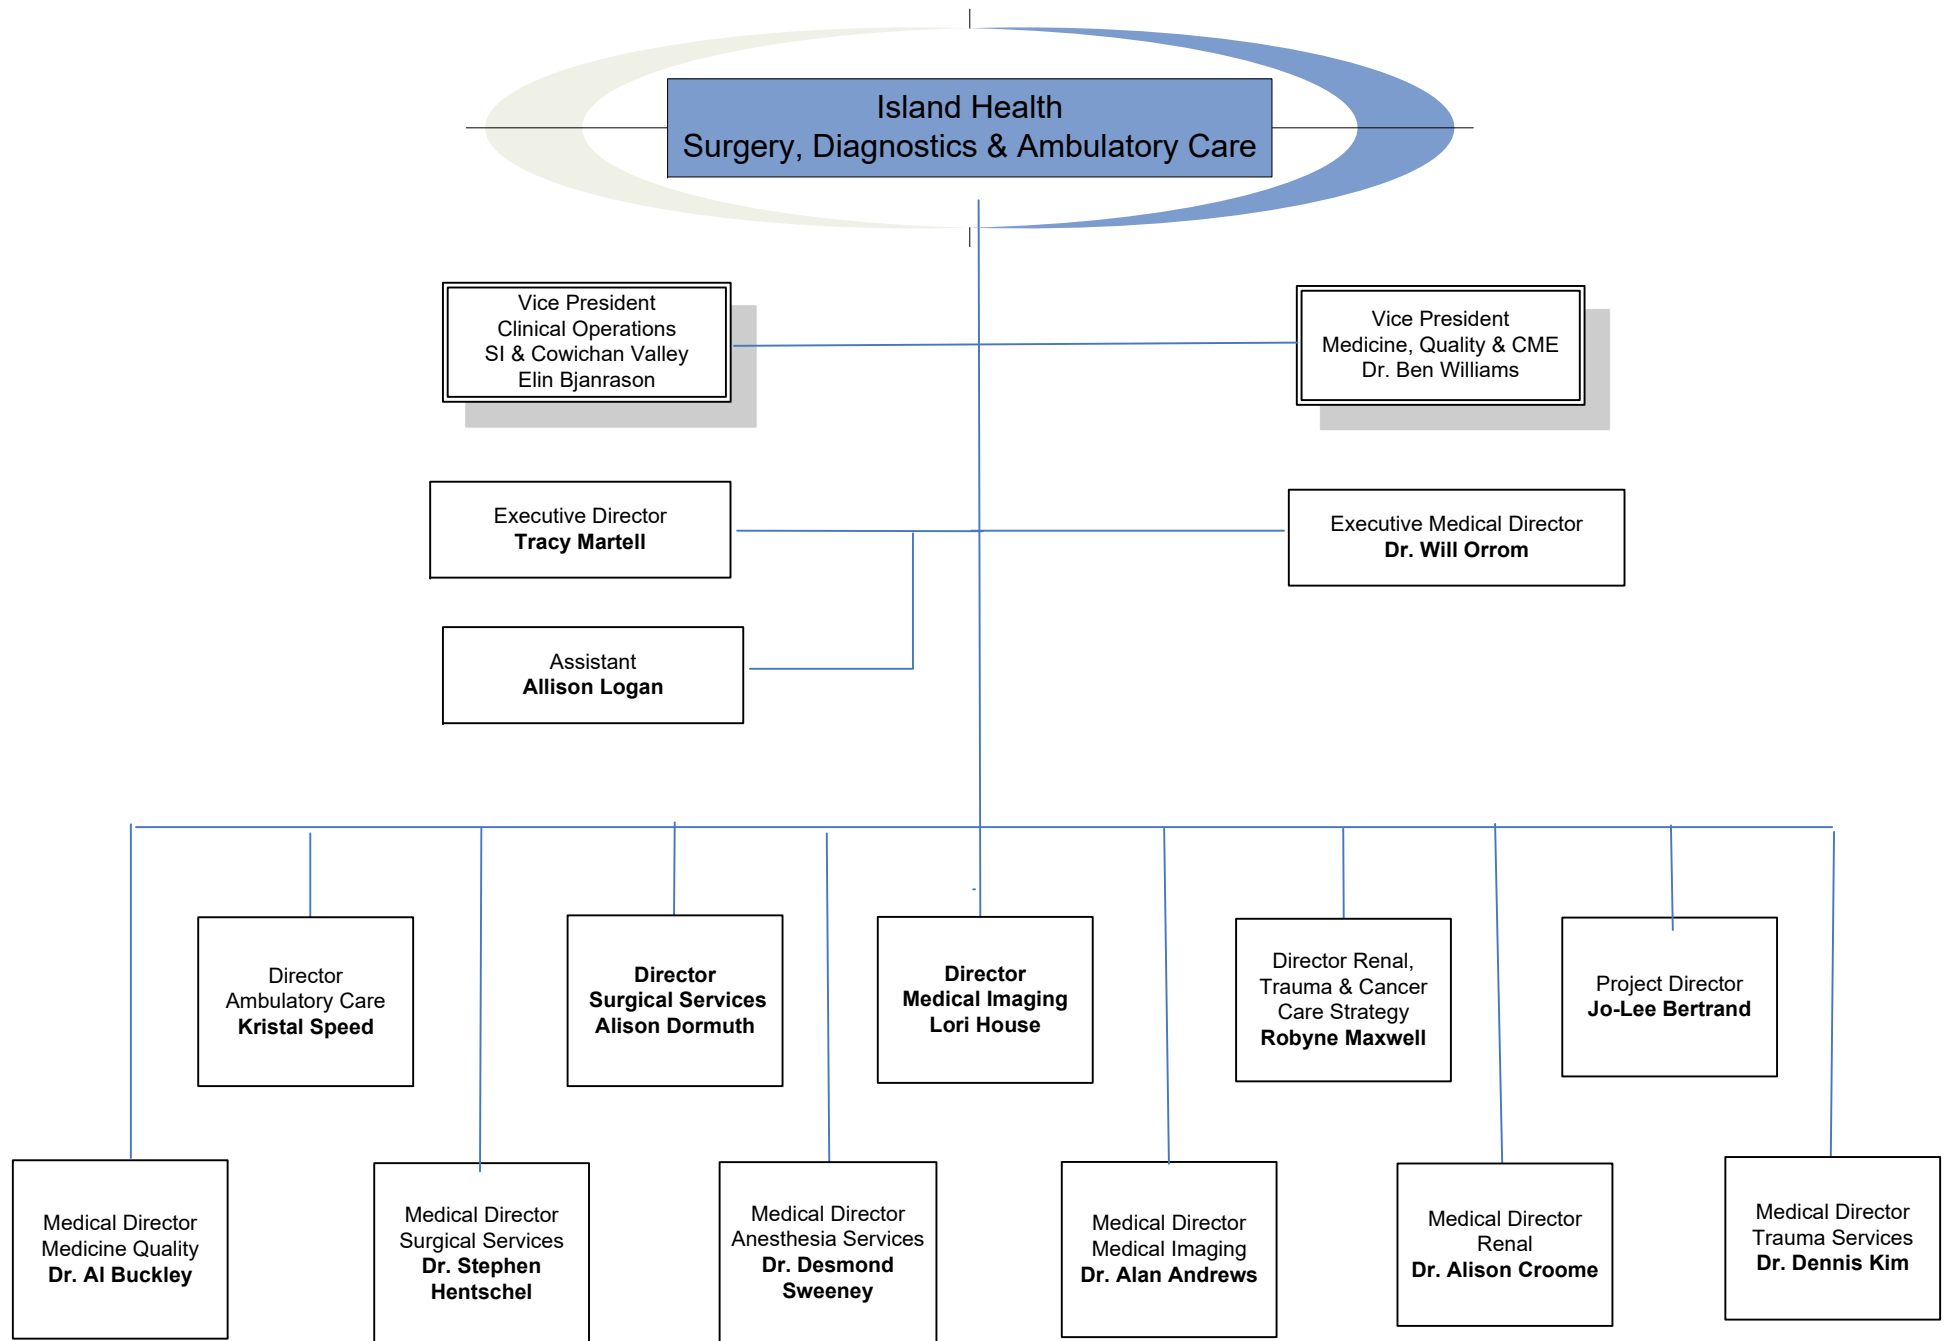 Island Health
Surgery, Diagnostics & Ambulatory Care
Vice President
Clinical Operations
SI & Cowichan Valley
Elin Bjanrason
Vice President
Medicine, Quality & CME
Dr. Ben Williams
Executive Director
Tracy Martell
Executive Medical Director
Dr. Will Orrom
Assistant
Allison Logan
Director
Ambulatory Care
Kristal Speed
Director
Surgical Services
Alison Dormuth
Director
Medical Imaging
Lori House
Director Renal,
Trauma & Cancer
Care Strategy
Robyne Maxwell
Project Director
Jo-Lee Bertrand
Medical Director
Medicine Quality
Dr. Al Buckley
Medical Director
Surgical Services
Dr. Stephen
Hentschel
Medical Director
Anesthesia Services
Dr. Desmond
Sweeney
Medical Director
Medical Imaging
Dr. Alan Andrews
Medical Director
Renal
Dr. Alison Croome
Medical Director
Trauma Services
Dr. Dennis Kim